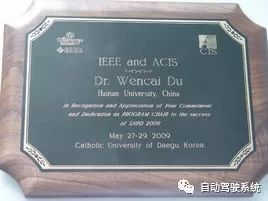 IEEE and ACIS
Dr. Wencai Du
Hainan University, China
In Recognition and Appreciation of Your Commitment
and Dedication as PROGRAM CHAIR to the success
of SNPD 2009
May 27-29, 2009
Catholic University of Daegu, Korea
ACIS
自动驾驶系统